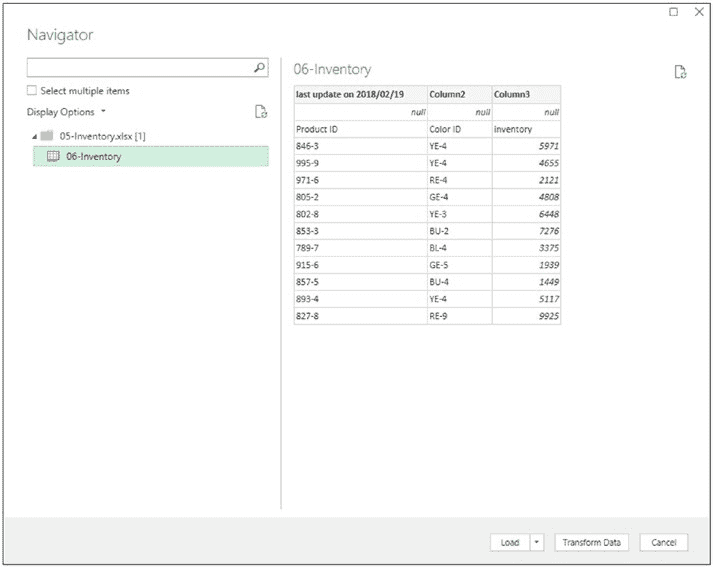 Navigator
Select multiple items
Display Options
05-Inventory.xlsx [1]
06-Inventory
06-Inventory
last update on 2018/02/19 Column2 Column3
null null null
Product ID Color ID inventory
846-3 YE-4 5971
995-9 YE-4 4655
971-6 RE-4 2121
805-2 GE-4 4808
802-8 YE-3 6448
853-3 BU-2 7276
789-7 BL-4 3375
915-6 GE-5 1939
857-5 BU-4 1449
893-4 YE-4 5117
827-8 RE-9 9925
Load Transform Data Cancel